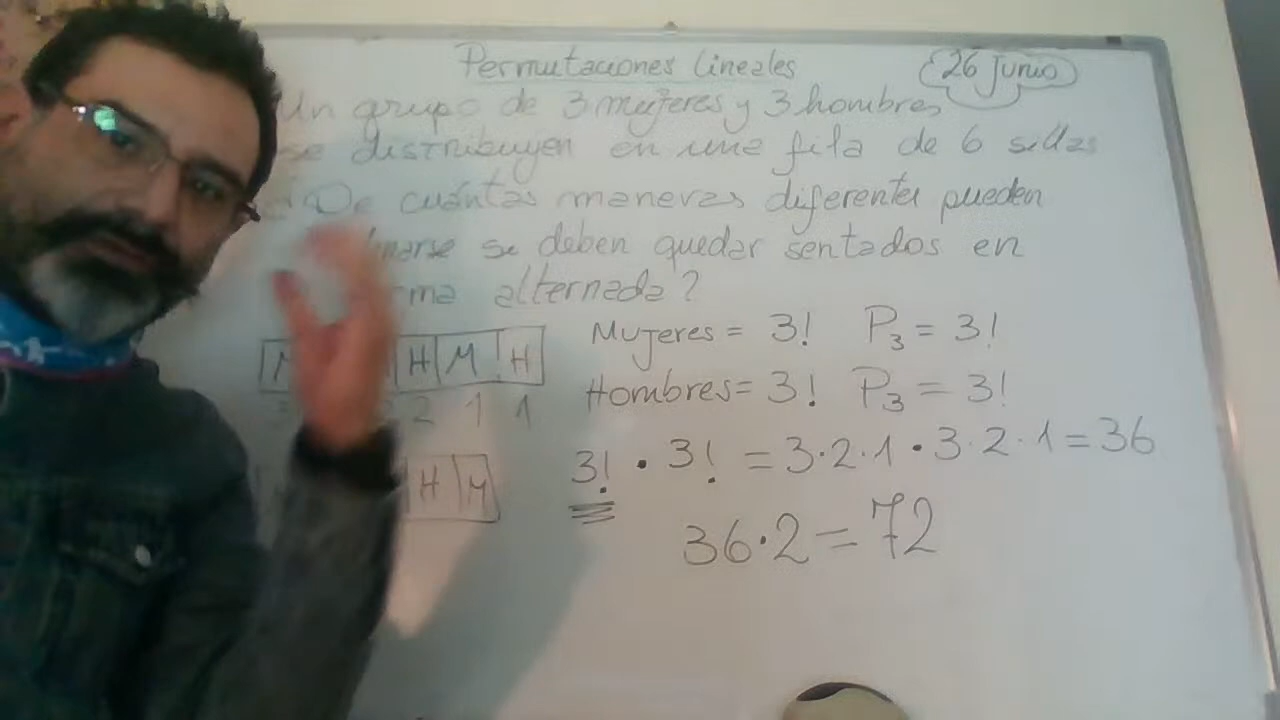 Permutaciones lineales
26 Junio
Un grupo de 3 mujeres y 3 hombres
se distribuyen en una fila de 6 sillas
De cuántas maneras diferentes pueden
se deben quedar sentados en
alternada?
Mujeres = 3! P₃ = 3!
Hombres = 3! P₃ = 3!
M H M H
2 1 1
3! · 3! = 3·2·1 · 3·2·1 = 36
H M
36·2 = 72